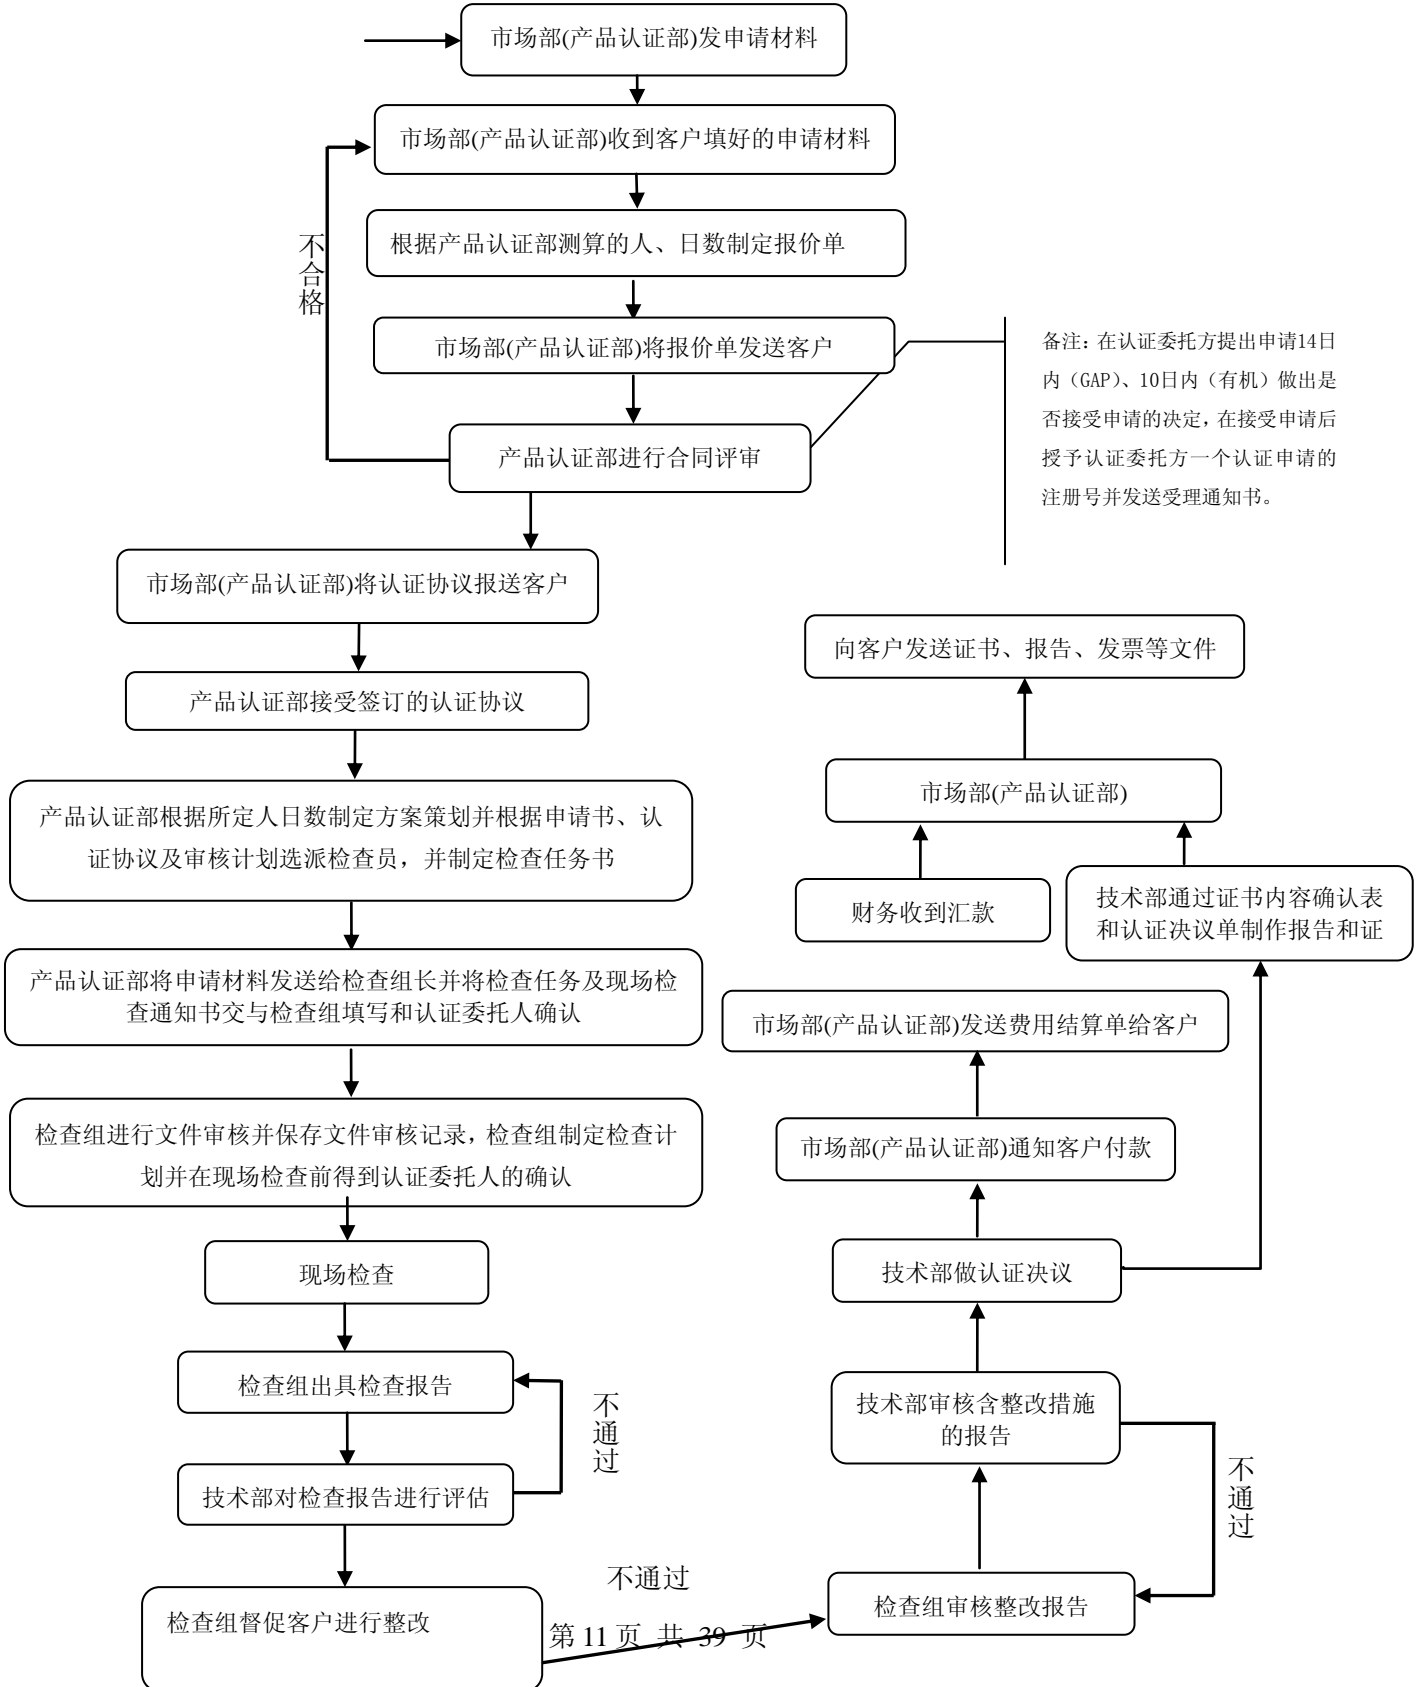 市场部(产品认证部)发申请材料
市场部(产品认证部)收到客户填好的申请材料
不合格
根据产品认证部测算的人、日数制定报价单
市场部(产品认证部)将报价单发送客户
备注：在认证委托方提出申请14日
内（GAP）、10日内（有机）做出是
否接受申请的决定，在接受申请后
授予认证委托方一个认证申请的
注册号并发送受理通知书。
产品认证部进行合同评审
市场部(产品认证部)将认证协议报送客户
产品认证部接受签订的认证协议
产品认证部根据所定人日数制定方案策划并根据申请书、认
证协议及审核计划选派检查员，并制定检查任务书
产品认证部将申请材料发送给检查组长并将检查任务及现场检
查通知书交与检查组填写和认证委托人确认
检查组进行文件审核并保存文件审核记录，检查组制定检查计
划并在现场检查前得到认证委托人的确认
现场检查
检查组出具检查报告
不通过
技术部对检查报告进行评估
检查组督促客户进行整改
不通过
检查组审核整改报告
不通过
技术部审核含整改措施
的报告
技术部做认证决议
市场部(产品认证部)通知客户付款
市场部(产品认证部)发送费用结算单给客户
财务收到汇款
技术部通过证书内容确认表
和认证决议单制作报告和证
市场部(产品认证部)
向客户发送证书、报告、发票等文件
第 11 页 共 39 页